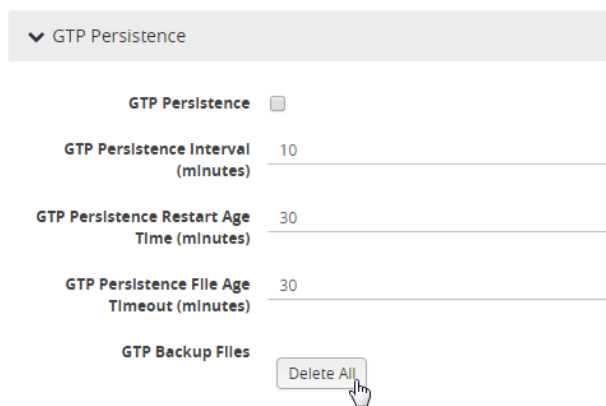 GTP Persistence
GTP Persistence
GTP Persistence Interval
(minutes)
10
GTP Persistence Restart Age
Time (minutes)
30
GTP Persistence File Age
Timeout (minutes)
30
GTP Backup Files
Delete All